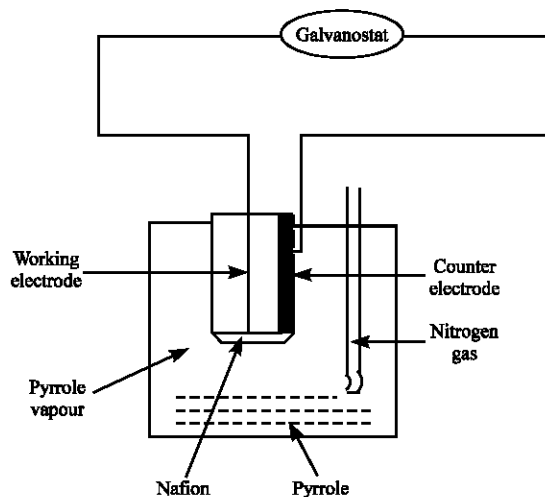 Galvanostat
Working
electrode
Counter
electrode
Nitrogen
gas
Pyrrole
vapour
Nafion
Pyrrole